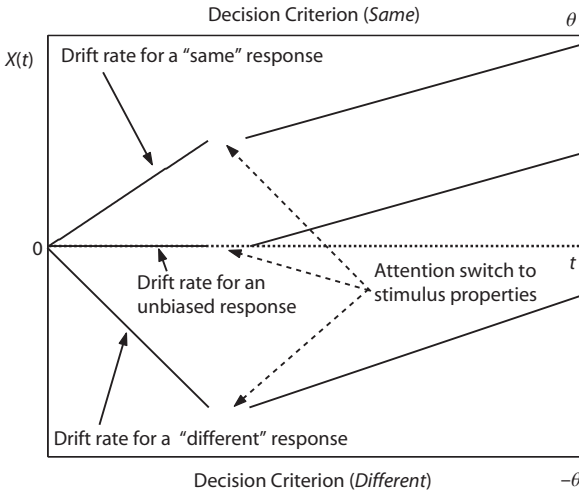 Decision Criterion (Same)
θ
X(t)
Drift rate for a “same” response
0
t
Drift rate for an
unbiased response
Attention switch to
stimulus properties
Drift rate for a “different” response
Decision Criterion (Different)
–θ